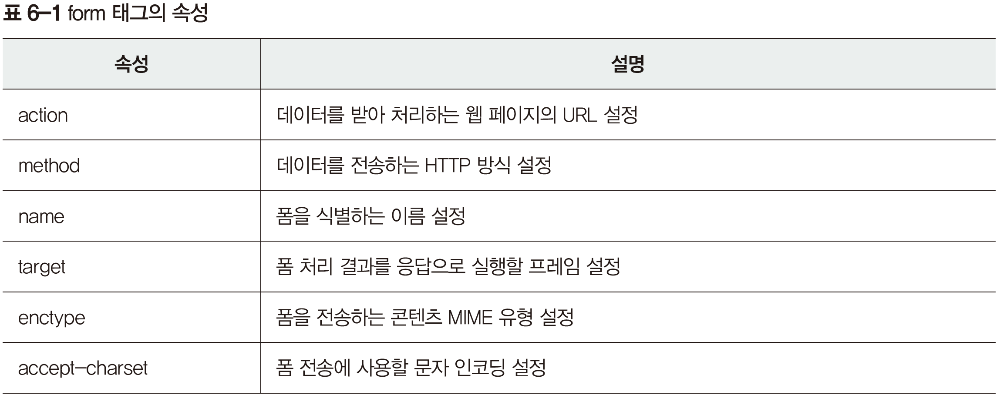 표 6-1 form 태그의 속성
속성 설명
action 데이터를 받아 처리하는 웹 페이지의 URL 설정
method 데이터를 전송하는 HTTP 방식 설정
name 폼을 식별하는 이름 설정
target 폼 처리 결과를 응답으로 실행할 프레임 설정
enctype 폼을 전송하는 콘텐츠 MIME 유형 설정
accept-charset 폼 전송에 사용할 문자 인코딩 설정